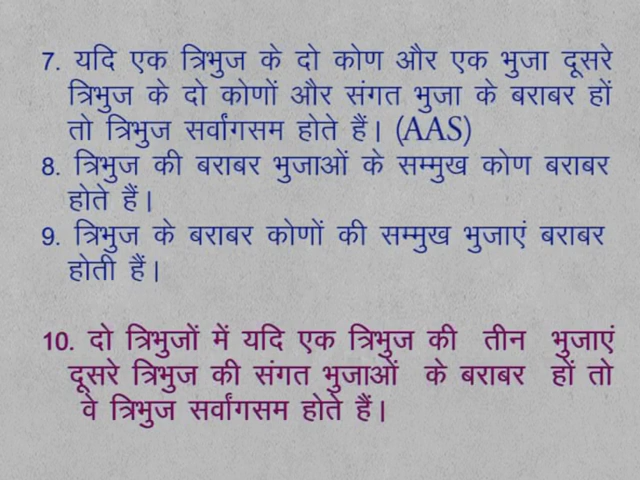 7. यदि एक त्रिभुज के दो कोण और एक भुजा दूसरे
त्रिभुज के दो कोणों और संगत भुजा के बराबर हों
तो त्रिभुज सर्वांगसम होते हैं। (AAS)
8. त्रिभुज की बराबर भुजाओं के सम्मुख कोण बराबर
होते हैं।
9. त्रिभुज के बराबर कोणों की सम्मुख भुजाएं बराबर
होती हैं।
10. दो त्रिभुजों में यदि एक त्रिभुज की तीन भुजाएं
दूसरे त्रिभुज की संगत भुजाओं के बराबर हों तो
वे त्रिभुज सर्वांगसम होते हैं।